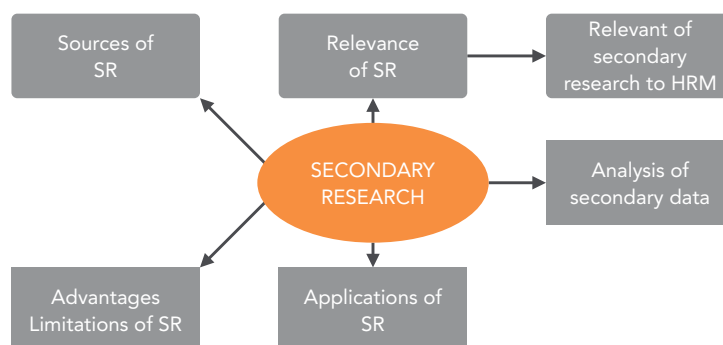 Sources of
SR
Relevance
of SR
Relevant of
secondary
research to HRM
SECONDARY
RESEARCH
Analysis of
secondary data
Advantages
Limitations of SR
Applications of
SR